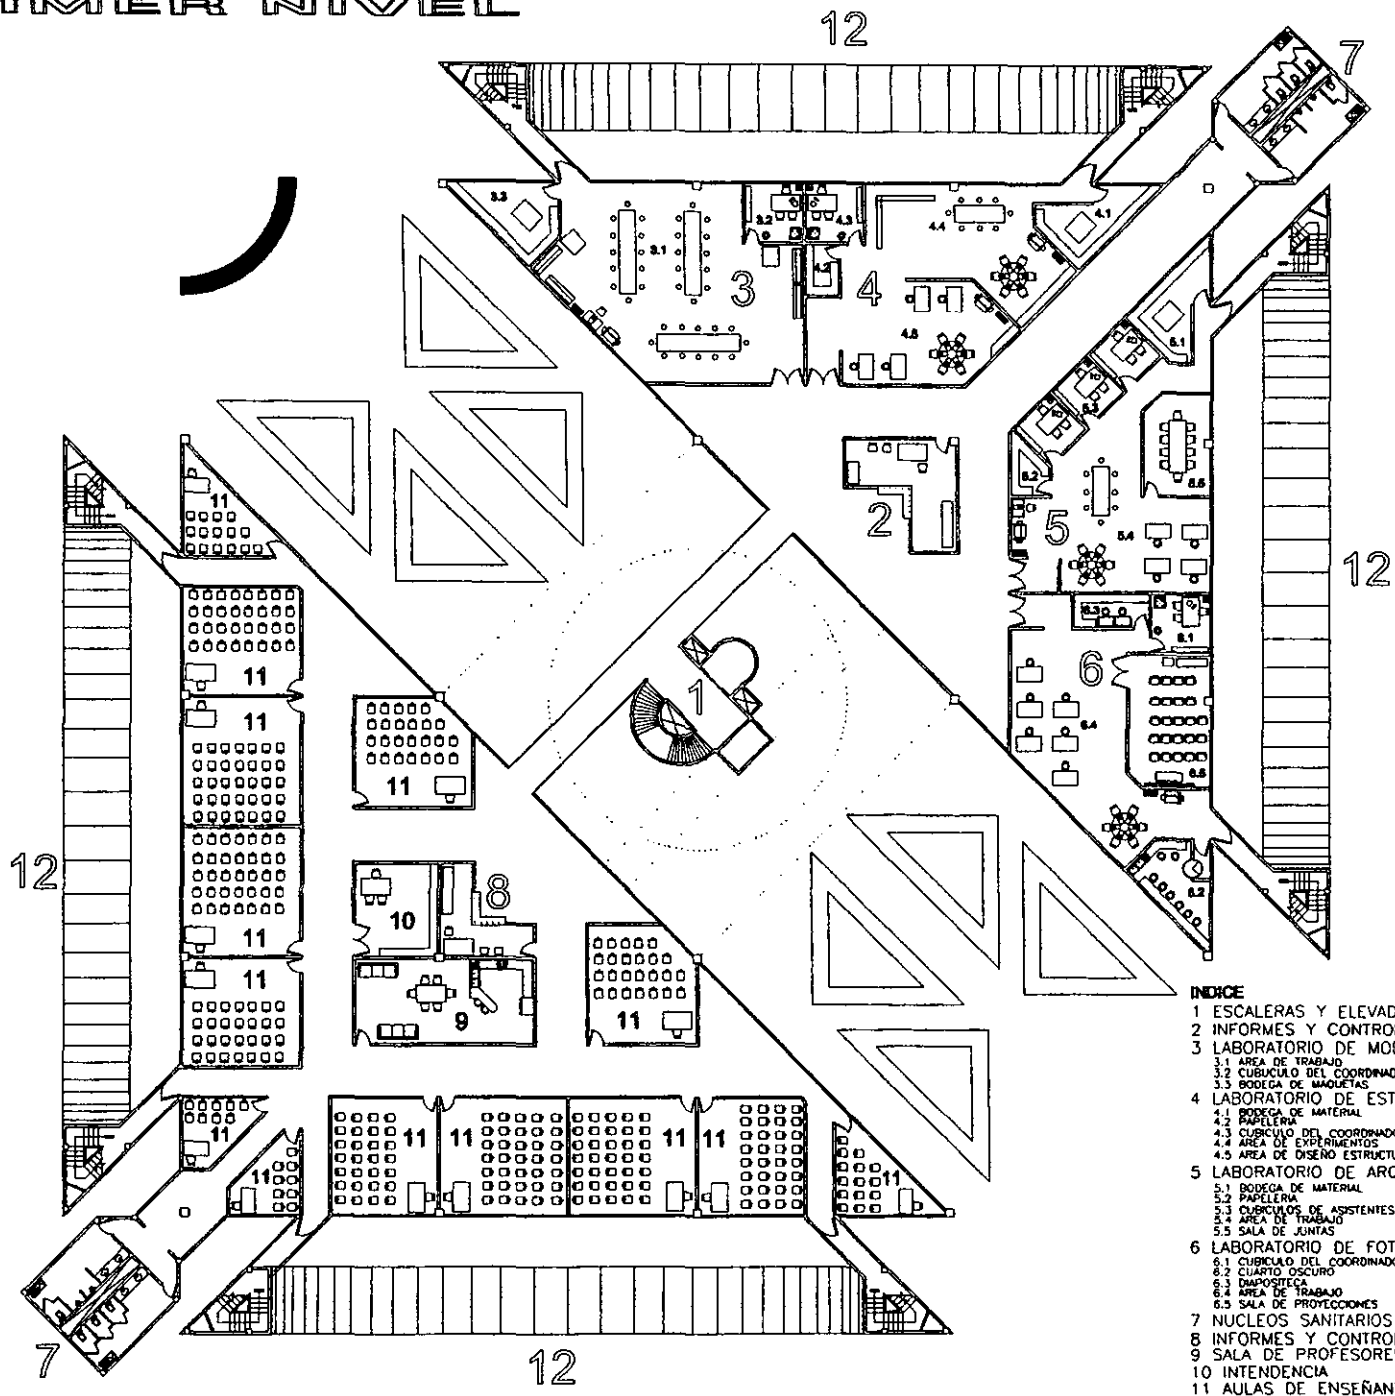 IMER NIVEL
12
7
3.3
3.1
3.2
4.3
4.2
4.4
4.1
3
4
4.5
5.1
5.3
5.2
5.5
5
5.4
2
12
11
11
11
1
6.3
6.1
6
6.4
6.5
6.2
11
12
11
11
10
8
9
11
11
11
11
11
11
11
11
7
12
INDICE
1 ESCALERAS Y ELEVAD
2 INFORMES Y CONTRO
3 LABORATORIO DE MO
3.1 AREA DE TRABAJO
3.2 CUBUCULO DEL COORDINAD
3.3 BODEGA DE MAQUETAS
4 LABORATORIO DE EST
4.1 BODEGA DE MATERIAL
4.2 PAPELERIA
4.3 CUBICULO DEL COORDINADO
4.4 AREA DE EXPERIMENTOS
4.5 AREA DE DISEÑO ESTRUCTU
5 LABORATORIO DE ARC
5.1 BODEGA DE MATERIAL
5.2 PAPELERIA
5.3 CUBICULOS DE ASISTENTES
5.4 AREA DE TRABAJO
5.5 SALA DE JUNTAS
6 LABORATORIO DE FOT
6.1 CUBICULO DEL COORDINADO
6.2 CUARTO OSCURO
6.3 DIAPOSITECA
6.4 AREA DE TRABAJO
6.5 SALA DE PROYECCIONES
7 NUCLEOS SANITARIOS
8 INFORMES Y CONTRO
9 SALA DE PROFESORE
10 INTENDENCIA
11 AULAS DE ENSEÑAN